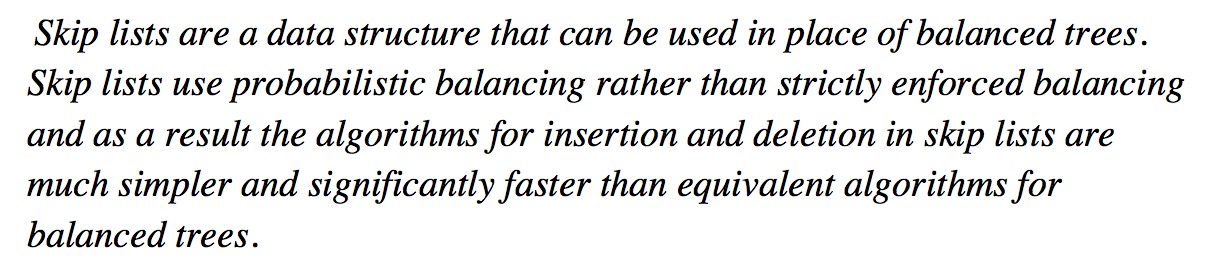 Skip lists are a data structure that can be used in place of balanced trees.
Skip lists use probabilistic balancing rather than strictly enforced balancing
and as a result the algorithms for insertion and deletion in skip lists are
much simpler and significantly faster than equivalent algorithms for
balanced trees.